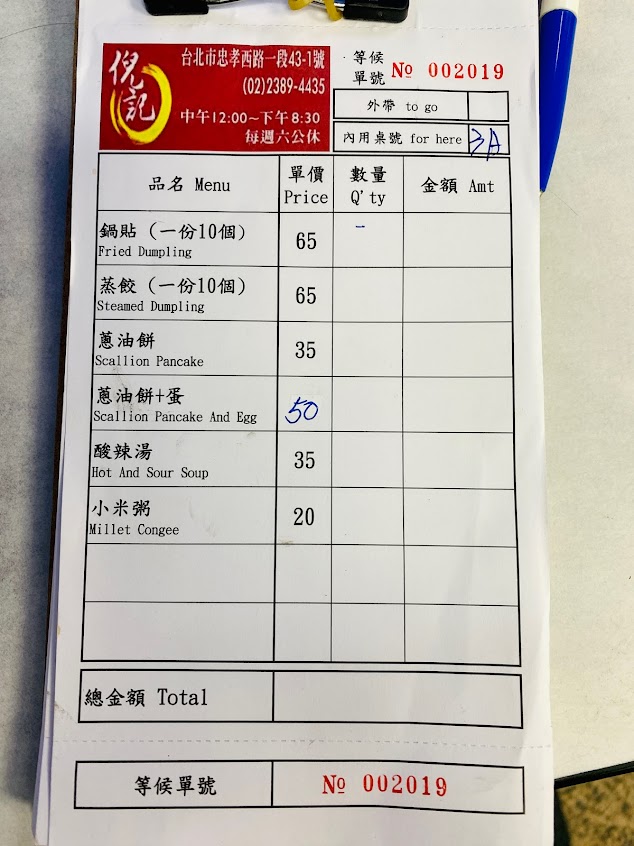 倪記
台北市忠孝西路一段43-1號
(02)2389-4435
中午12:00~下午8:30
每週六公休
等候
單號 № 002019
外帶 to go
內用桌號 for here 3A
品名 Menu
單價
Price
數量
Q'ty
金額 Amt
鍋貼 (一份10個)
Fried Dumpling
65
-
蒸餃 (一份10個)
Steamed Dumpling
65
蔥油餅
Scallion Pancake
35
蔥油餅+蛋
Scallion Pancake And Egg
50
酸辣湯
Hot And Sour Soup
35
小米粥
Millet Congee
20
總金額 Total
等候單號 № 002019